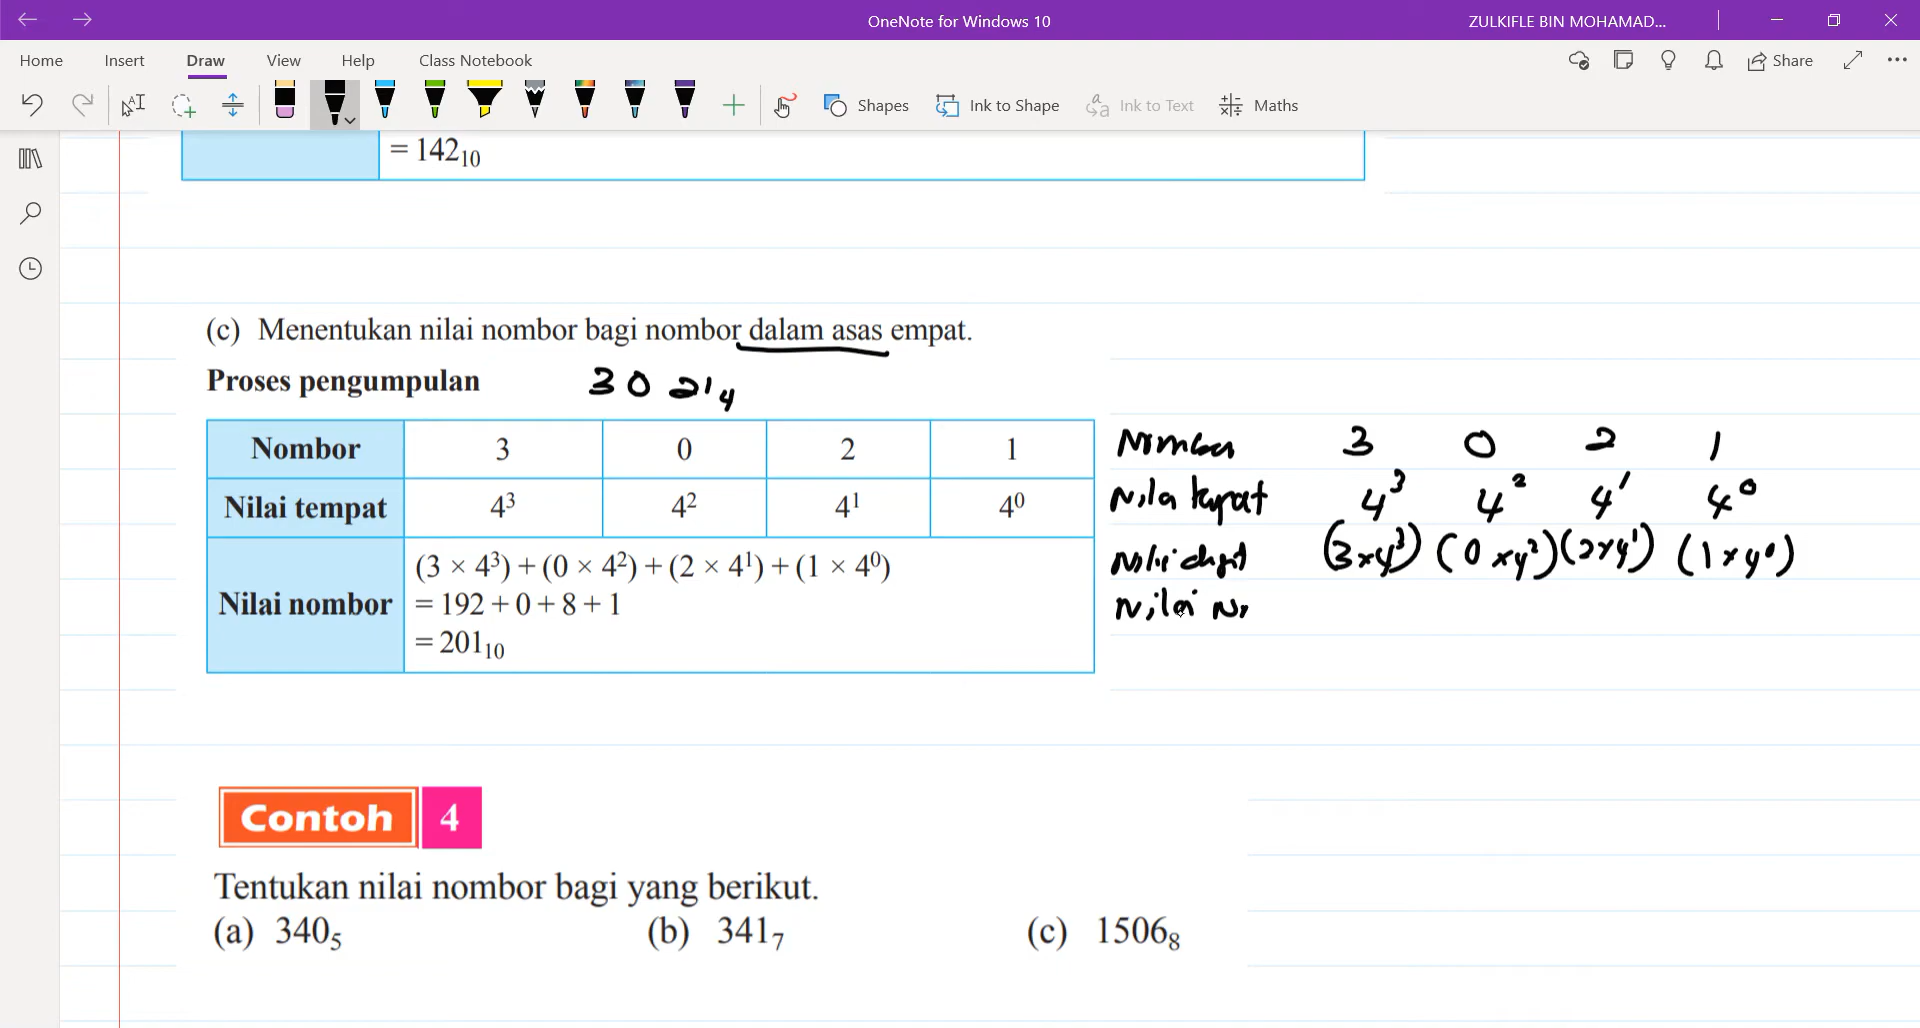 OneNote for Windows 10
ZULKIFLE BIN MOHAMAD...
Home Insert Draw View Help Class Notebook Share
Shapes Ink to Shape Ink to Text Maths
= 142₁₀
(c) Menentukan nilai nombor bagi nombor dalam asas empat.
Proses pengumpulan 3021₄
Nombor 3 0 2 1
Nilai tempat 4³ 4² 4¹ 4⁰
Nilai nombor (3 × 4³) + (0 × 4²) + (2 × 4¹) + (1 × 4⁰)
= 192 + 0 + 8 + 1
= 201₁₀
3 0 2 1
4³ 4² 4¹ 4⁰
(3×4³) (0×4²) (2×4¹) (1×4⁰)
Nilai
Contoh 4
Tentukan nilai nombor bagi yang berikut.
(a) 340₅ (b) 341₇ (c) 1506₈